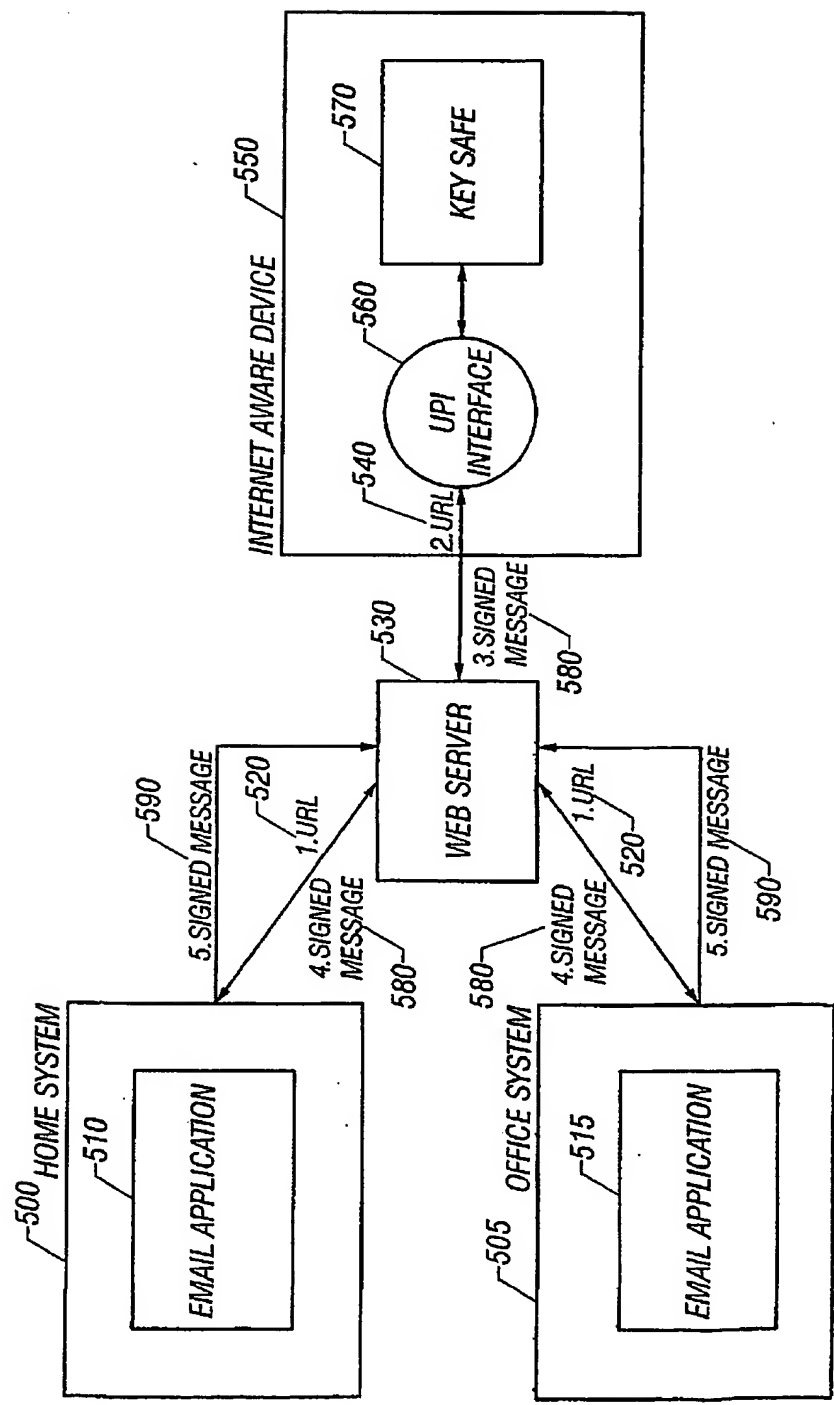 500
HOME SYSTEM
510
EMAIL APPLICATION
590
5.SIGNED MESSAGE
520
1.URL
4.SIGNED
MESSAGE
580
505
OFFICE SYSTEM
515
EMAIL APPLICATION
580
4.SIGNED
MESSAGE
1.URL
520
5.SIGNED MESSAGE
590
530
WEB SERVER
3.SIGNED
MESSAGE
580
INTERNET AWARE DEVICE
550
540
2.URL
560
UPI
INTERFACE
570
KEY SAFE